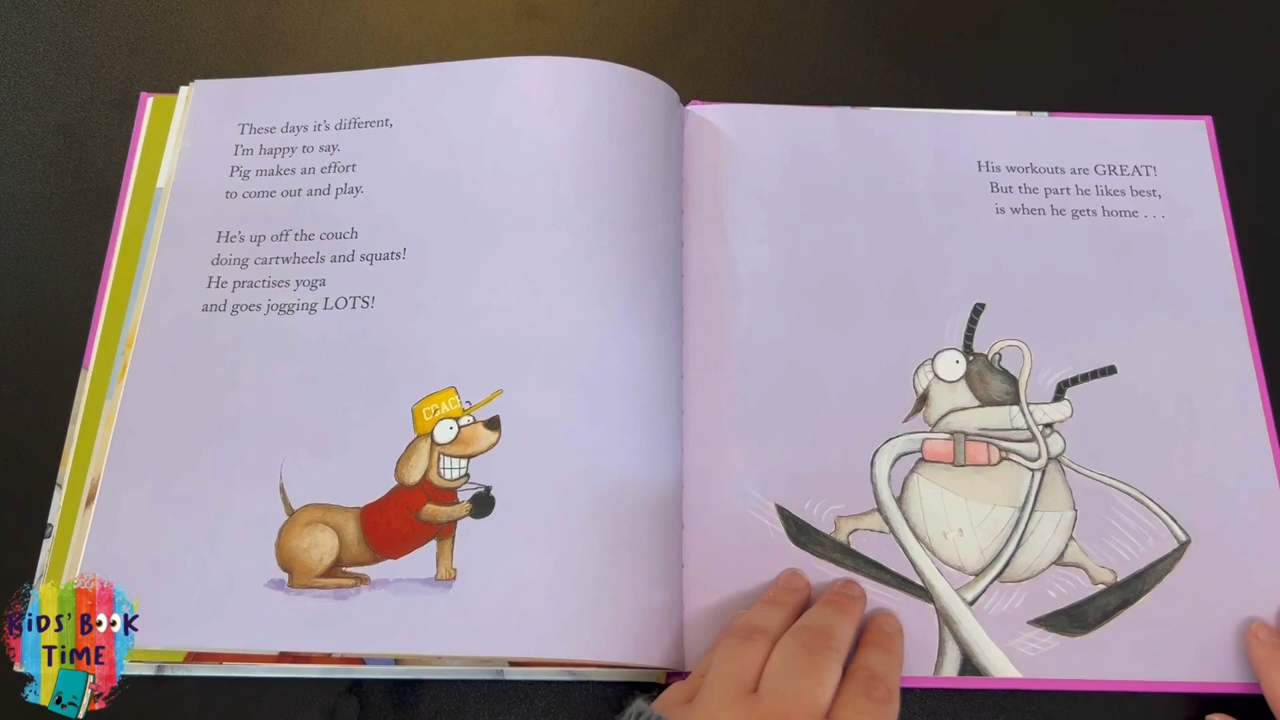 These days it's different,
I'm happy to say.
Pig makes an effort
to come out and play.
He's up off the couch
doing cartwheels and squats!
He practises yoga
and goes jogging LOTS!
COACH
His workouts are GREAT!
But the part he likes best,
is when he gets home . . .
KiDS' BOOK
TiME